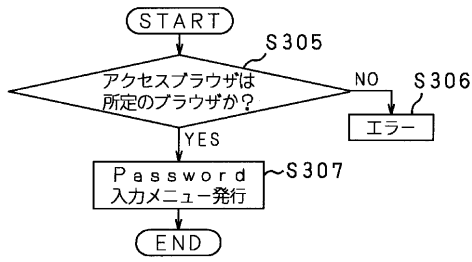 START
S305
アクセスブラウザは
所定のブラウザか?
NO
S306
エラー
YES
S307
Password
入力メニュー発行
END